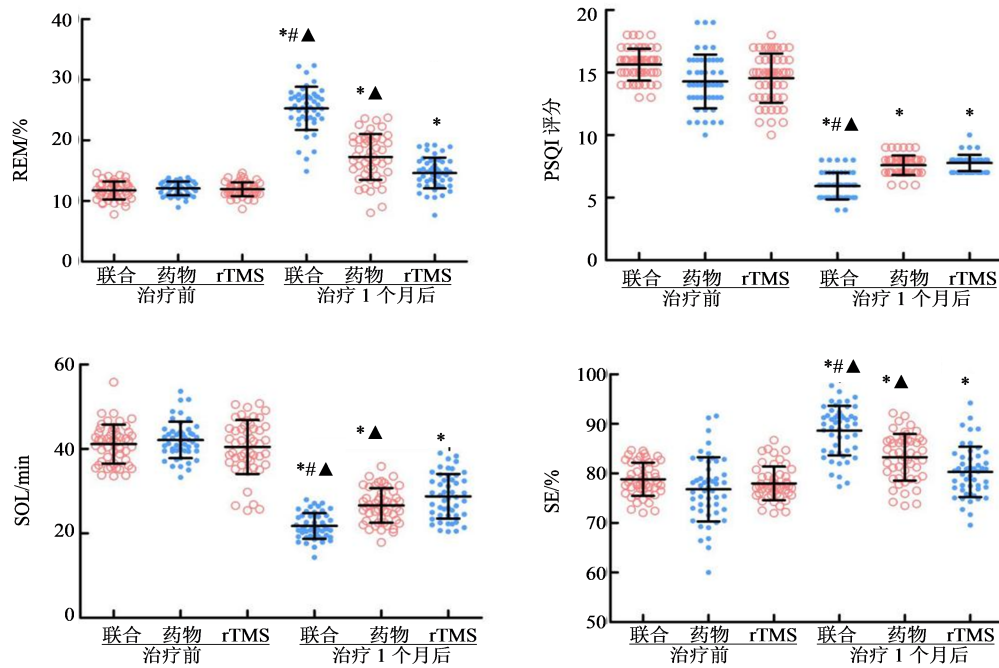 REM/%
40
30
20
10
0
*#▲
*▲
*
联合 药物 rTMS 联合 药物 rTMS
治疗前 治疗 1 个月后
PSQI 评分
20
15
10
5
0
*#▲
*
*
联合 药物 rTMS 联合 药物 rTMS
治疗前 治疗 1 个月后
SOL/min
60
40
20
0
*#▲
*▲
*
联合 药物 rTMS 联合 药物 rTMS
治疗前 治疗 1 个月后
SE/%
100
90
80
70
60
50
*#▲
*▲
*
联合 药物 rTMS 联合 药物 rTMS
治疗前 治疗 1 个月后